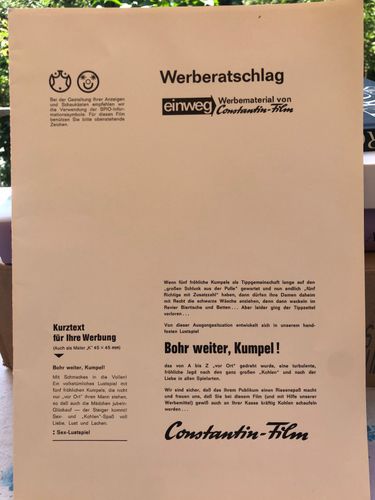 Werberatschlag
einweg Werbematerial von
Constantin-Film
Bei der Gestaltung Ihrer Anzeigen
und Schaukästen empfehlen wir
die Verwendung der SPIO-Infor-
mationssymbole. Für diesen Film
benützen Sie bitte obenstehende
Zeichen.
Wenn fünf fröhliche Kumpels als Tippgemeinschaft lange auf den
„großen Schluck aus der Pulle" gewartet und nun endlich „fünf
Richtige mit Zusatzzahl" haben, dann dürfen ihre Damen daheim
mit Recht die schwarze Wäsche anziehen, denn dann wackeln im
Revier Biertische und Betten . . . Aber leider ging der Tippzettel
verloren . . .
Von dieser Ausgangssituation entwickelt sich in unserem hand-
festen Lustspiel
Bohr weiter, Kumpel!
das von A bis Z „vor Ort" gedreht wurde, eine turbulente,
fröhliche Jagd nach den ganz großen „Kohlen" und nach der
Liebe in allen Spielarten.
Wir sind sicher, daß das Ihrem Publikum einen Riesenspaß macht
und freuen uns, daß Sie bei diesem Film (und mit Hilfe unserer
Werbemittel) gewiß auch an Ihrer Kasse kräftig Kohlen schaufeln
werden . . .
Constantin-Film
Kurztext
für Ihre Werbung
(Auch als Mater „K" 45 × 45 mm)
Bohr weiter, Kumpel!
Mit Schmackes in die Vollen!
Ein volkstümliches Lustspiel mit
fünf fröhlichen Kumpels, die nicht
nur „vor Ort" ihren Mann stehen,
so daß auch die Mädchen jubeln:
Glückauf — der Steiger kommt!
Sex- und „Kohlen"-Spaß voll
Liebe, Lust und Lachen.
: Sex-Lustspiel